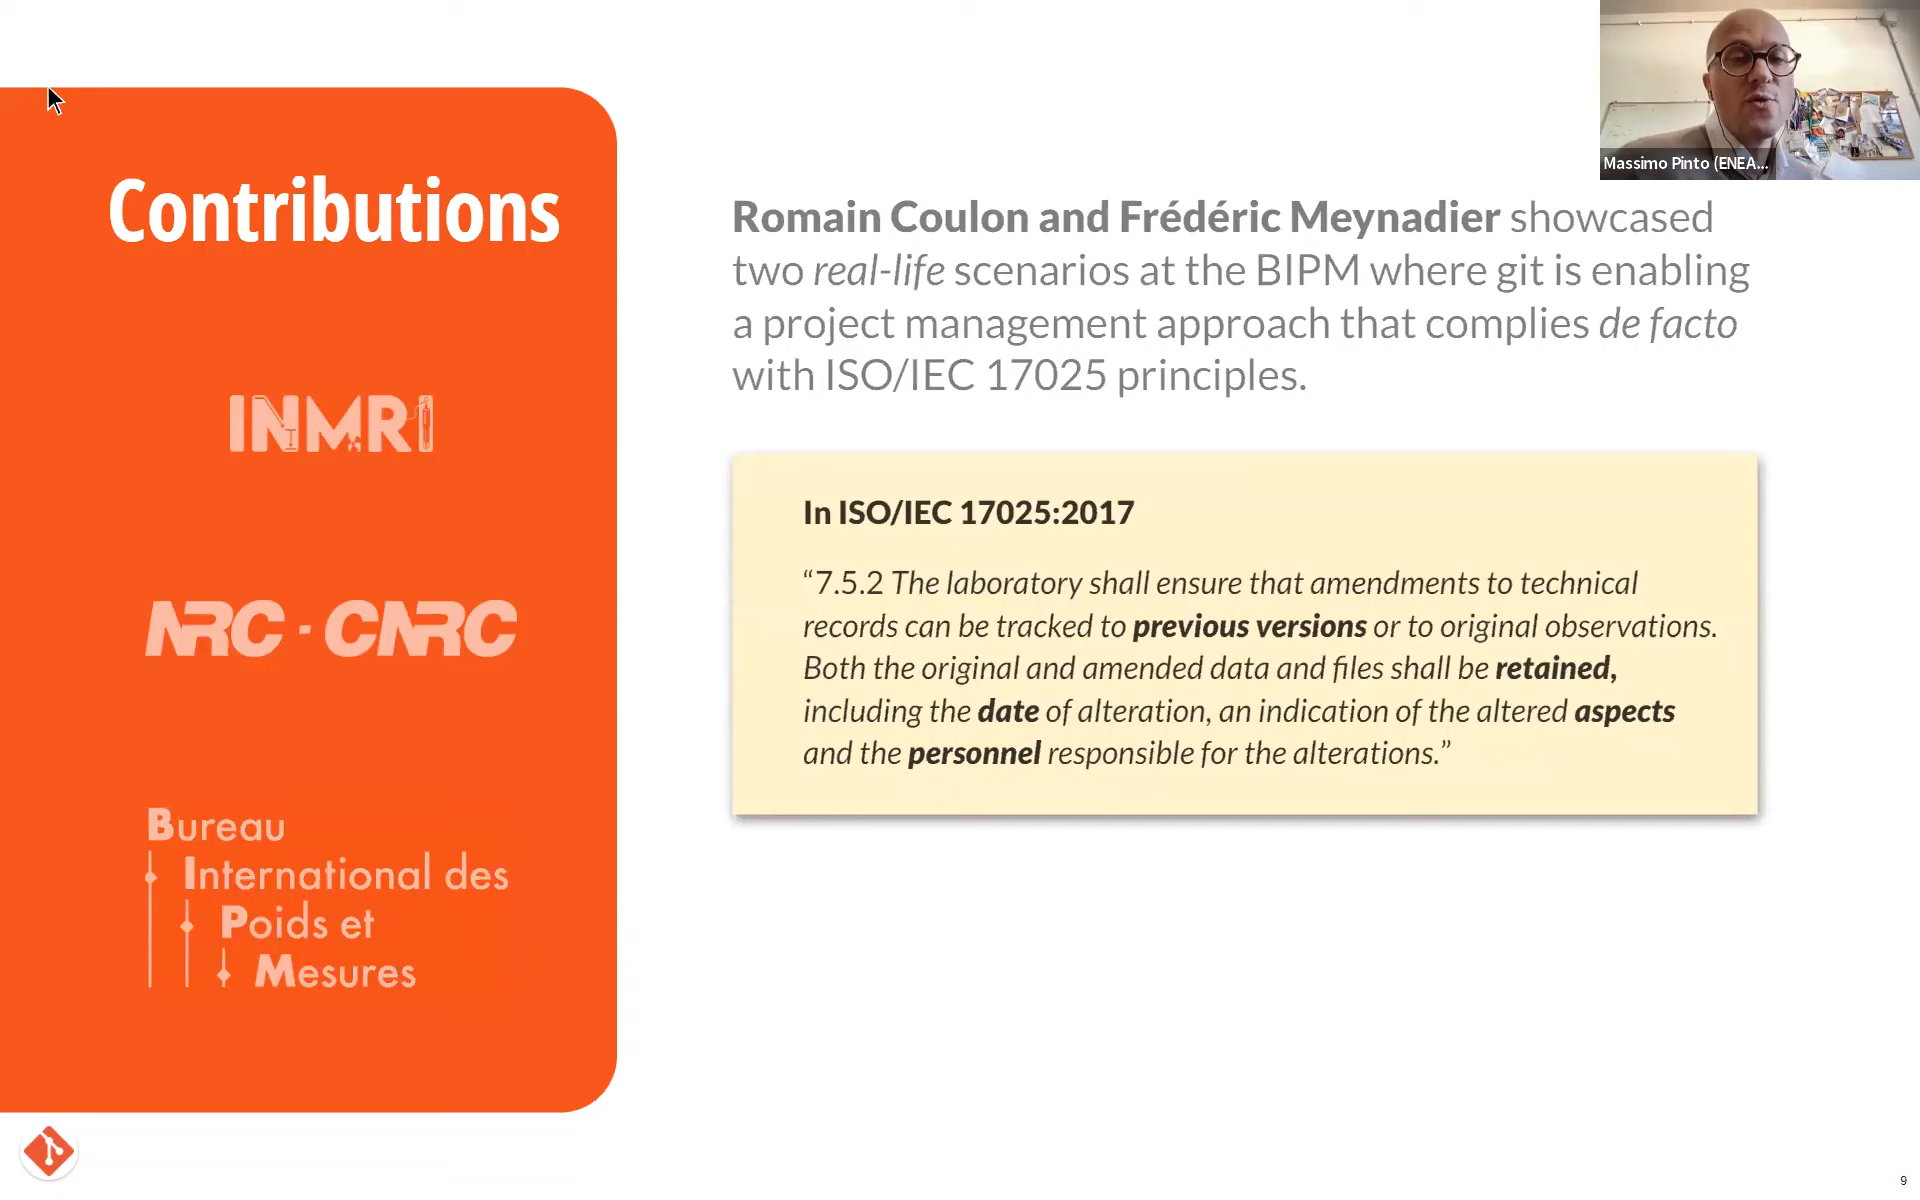 Contributions
INMRI
NRC · CNRC
Bureau
International des
Poids et
Mesures
Massimo Pinto (ENEA...
Romain Coulon and Frédéric Meynadier showcased
two real-life scenarios at the BIPM where git is enabling
a project management approach that complies de facto
with ISO/IEC 17025 principles.
In ISO/IEC 17025:2017
“7.5.2 The laboratory shall ensure that amendments to technical
records can be tracked to previous versions or to original observations.
Both the original and amended data and files shall be retained,
including the date of alteration, an indication of the altered aspects
and the personnel responsible for the alterations.”
9